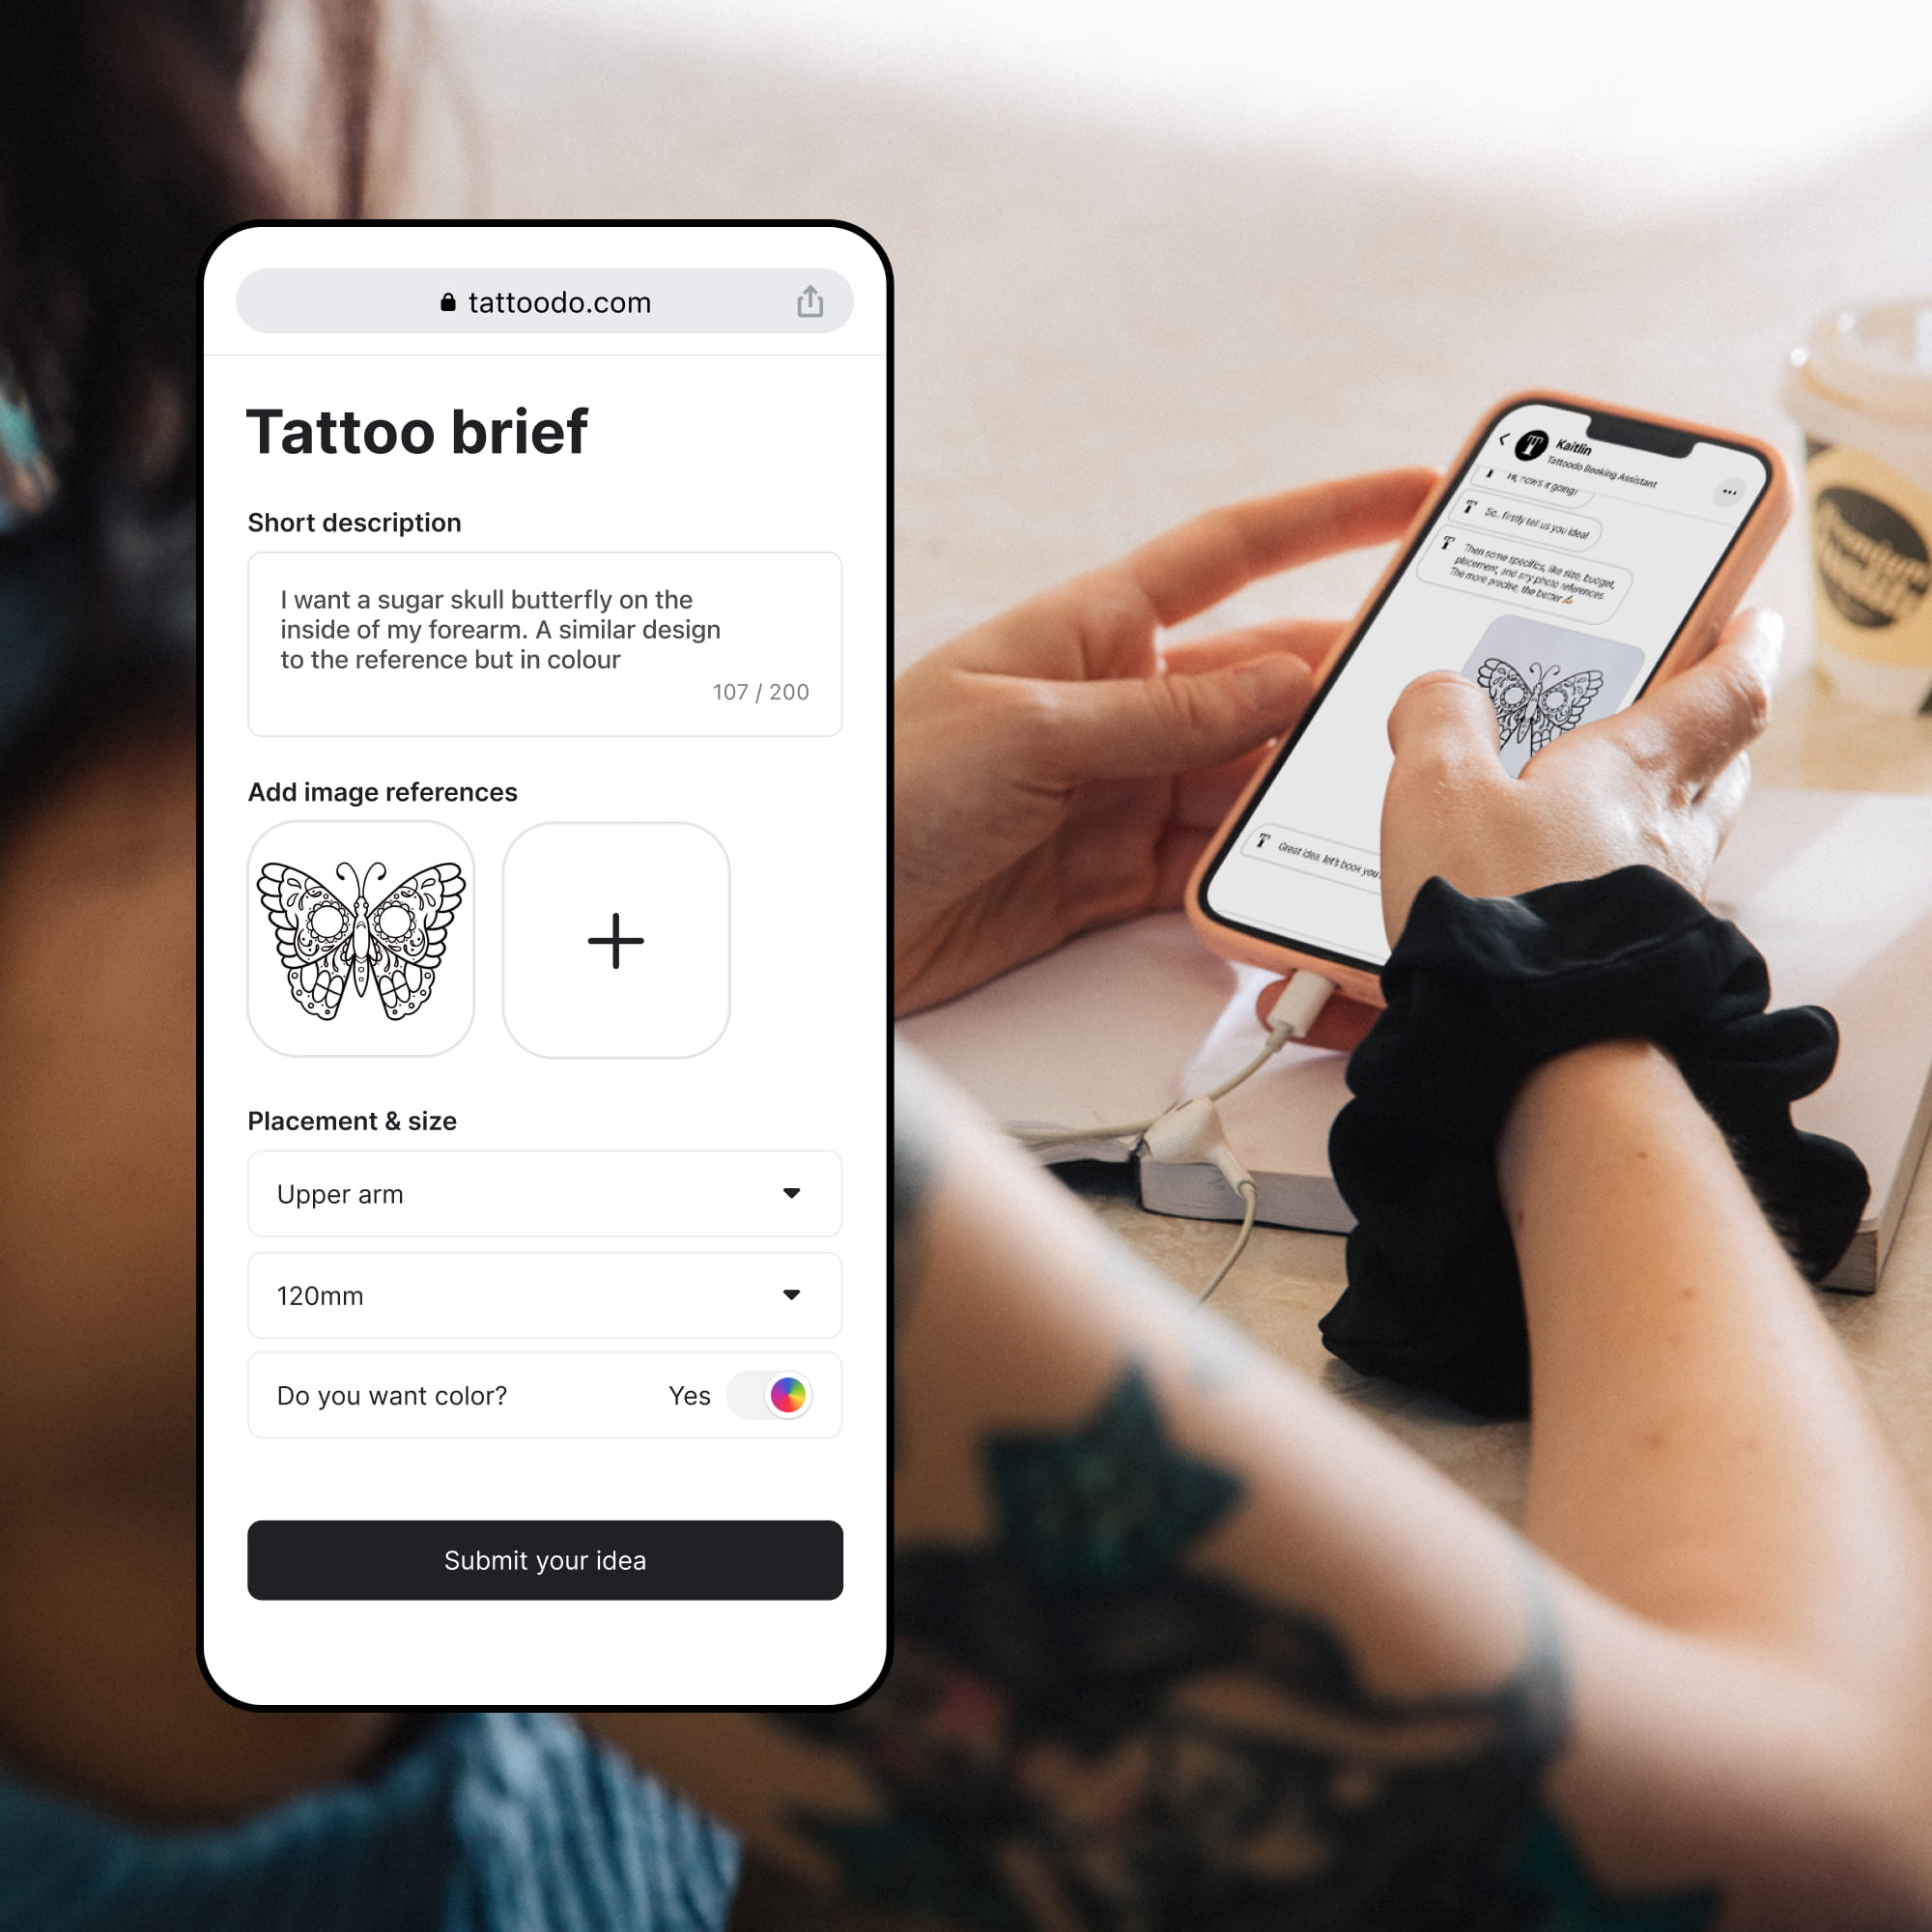 tattoodo.com
Tattoo brief
Short description
I want a sugar skull butterfly on the
inside of my forearm. A similar design
to the reference but in colour
107 / 200
Add image references
Placement & size
Upper arm
120mm
Do you want color? Yes
Submit your idea
T Kaitlin
Tattoodo Booking Assistant
T Hi, how's it going?
T So.. firstly tell us you idea!
T Then some specifics, like size, budget,
placement, and any photo references.
The more precise, the better
T Great idea, let's book you